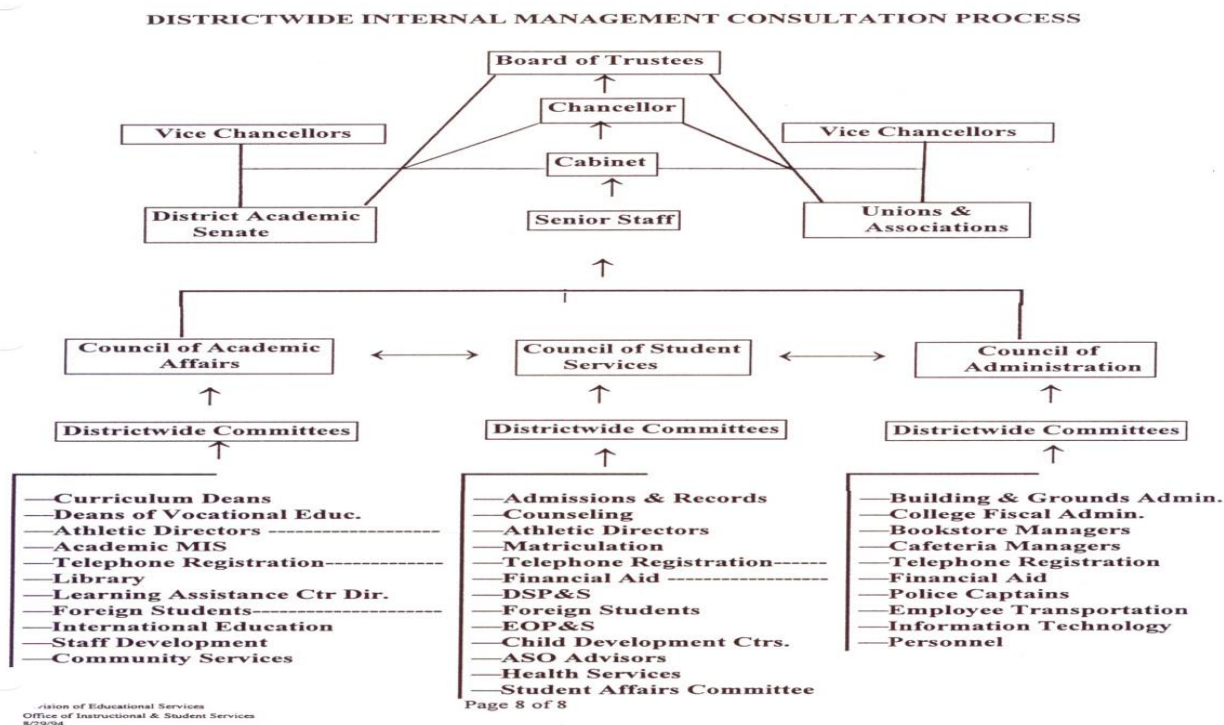 DISTRICTWIDE INTERNAL MANAGEMENT CONSULTATION PROCESS
Board of Trustees
Chancellor
Vice Chancellors
Vice Chancellors
Cabinet
District Academic
Senate
Senior Staff
Unions &
Associations
Council of Academic
Affairs
Council of Student
Services
Council of
Administration
Districtwide Committees
Districtwide Committees
Districtwide Committees
Curriculum Deans
Deans of Vocational Educ.
Athletic Directors
Academic MIS
Telephone Registration
Library
Learning Assistance Ctr Dir.
Foreign Students
International Education
Staff Development
Community Services
Admissions & Records
Counseling
Athletic Directors
Matriculation
Telephone Registration
Financial Aid
DSP&S
Foreign Students
EOP&S
Child Development Ctrs.
ASO Advisors
Health Services
Student Affairs Committee
Building & Grounds Admin.
College Fiscal Admin.
Bookstore Managers
Cafeteria Managers
Telephone Registration
Financial Aid
Police Captains
Employee Transportation
Information Technology
Personnel
of Educational Services
Office of Instructional & Student Services
8/29/94
Page 8 of 8